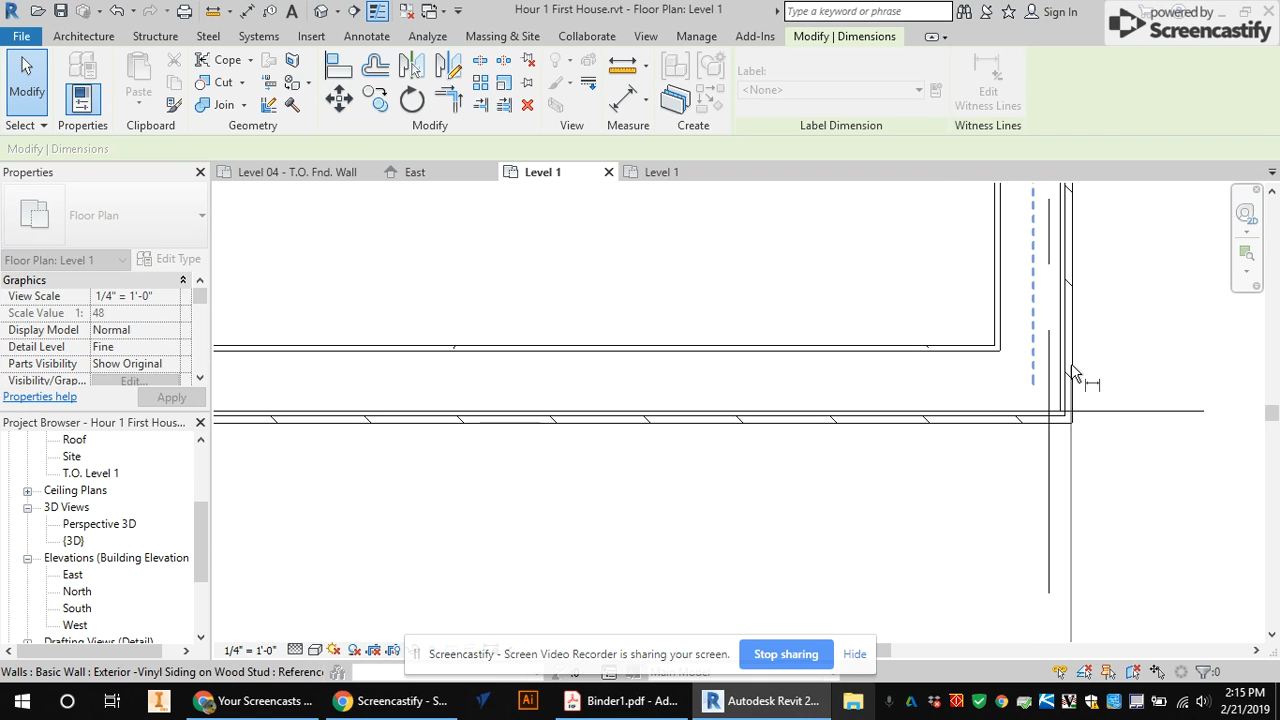 Hour 1 First House.rvt - Floor Plan: Level 1
Type a keyword or phrase
Sign In
powered by
Screencastify
File
Architecture
Structure
Steel
Systems
Insert
Annotate
Analyze
Massing & Site
Collaborate
View
Manage
Add-Ins
Modify | Dimensions
Modify
Paste
Cope
Cut
Join
Label:
<None>
Edit
Witness Lines
Select
Properties
Clipboard
Geometry
Modify
View
Measure
Create
Label Dimension
Witness Lines
Modify | Dimensions
Properties
Level 04 - T.O. Fnd. Wall
East
Level 1
Level 1
Floor Plan
2D
Floor Plan: Level 1
Edit Type
Graphics
View Scale 1/4" = 1'-0"
Scale Value 1: 48
Display Model Normal
Detail Level Fine
Parts Visibility Show Original
Visibility/Grap... Edit...
Properties help
Apply
Project Browser - Hour 1 First Hous...
Roof
Site
T.O. Level 1
Ceiling Plans
3D Views
Perspective 3D
{3D}
Elevations (Building Elevation
East
North
South
West
Drafting Views (Detail)
1/4" = 1'-0"
Screencastify - Screen Video Recorder is sharing your screen.
Stop sharing
Hide
Walls : Basic Wall : Exterior -Vinyl Siding on Wood Stud : Referenc
:0
Main Model
:0
Your Screencasts ...
Screencastify - S...
Binder1.pdf - Ad...
Autodesk Revit 2...
2:15 PM
2/21/2019